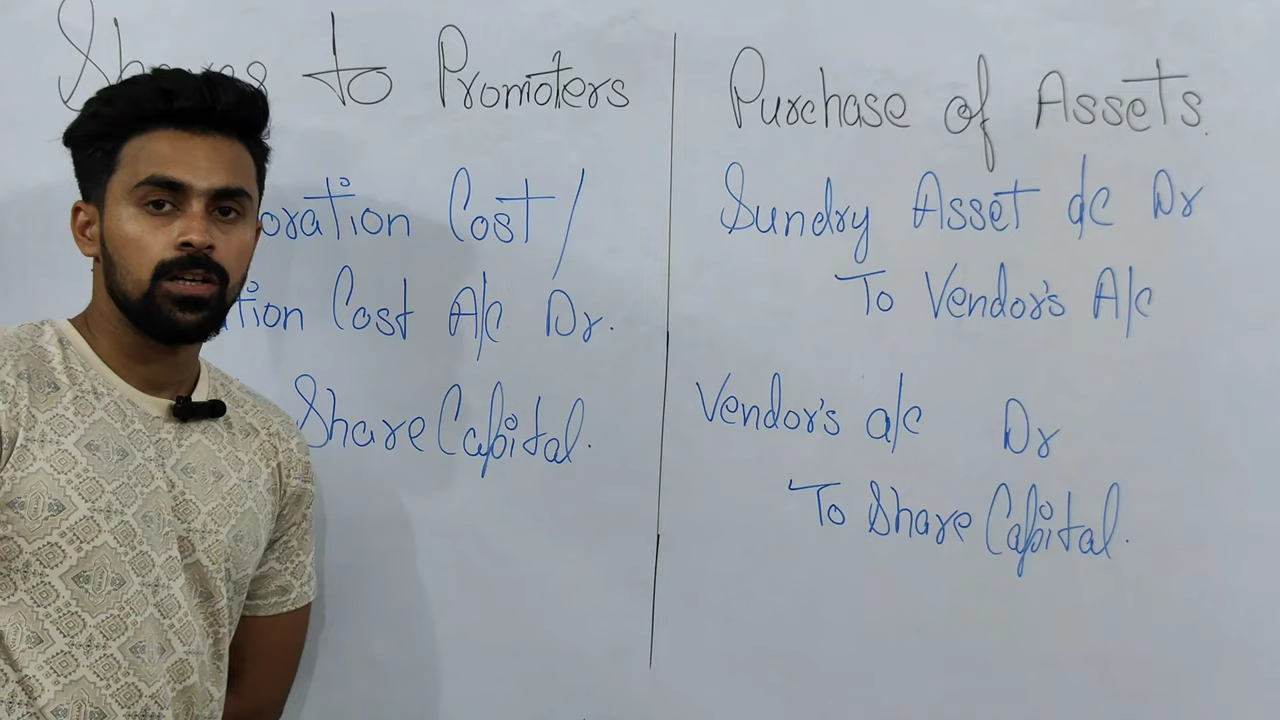 Shares to Promoters
oration Cost/
tion Cost A/c Dr.
Share Capital.
Purchase of Assets.
Sundry Asset a/c Dr
To Vendor's A/c
Vendor's a/c Dr
To Share Capital.